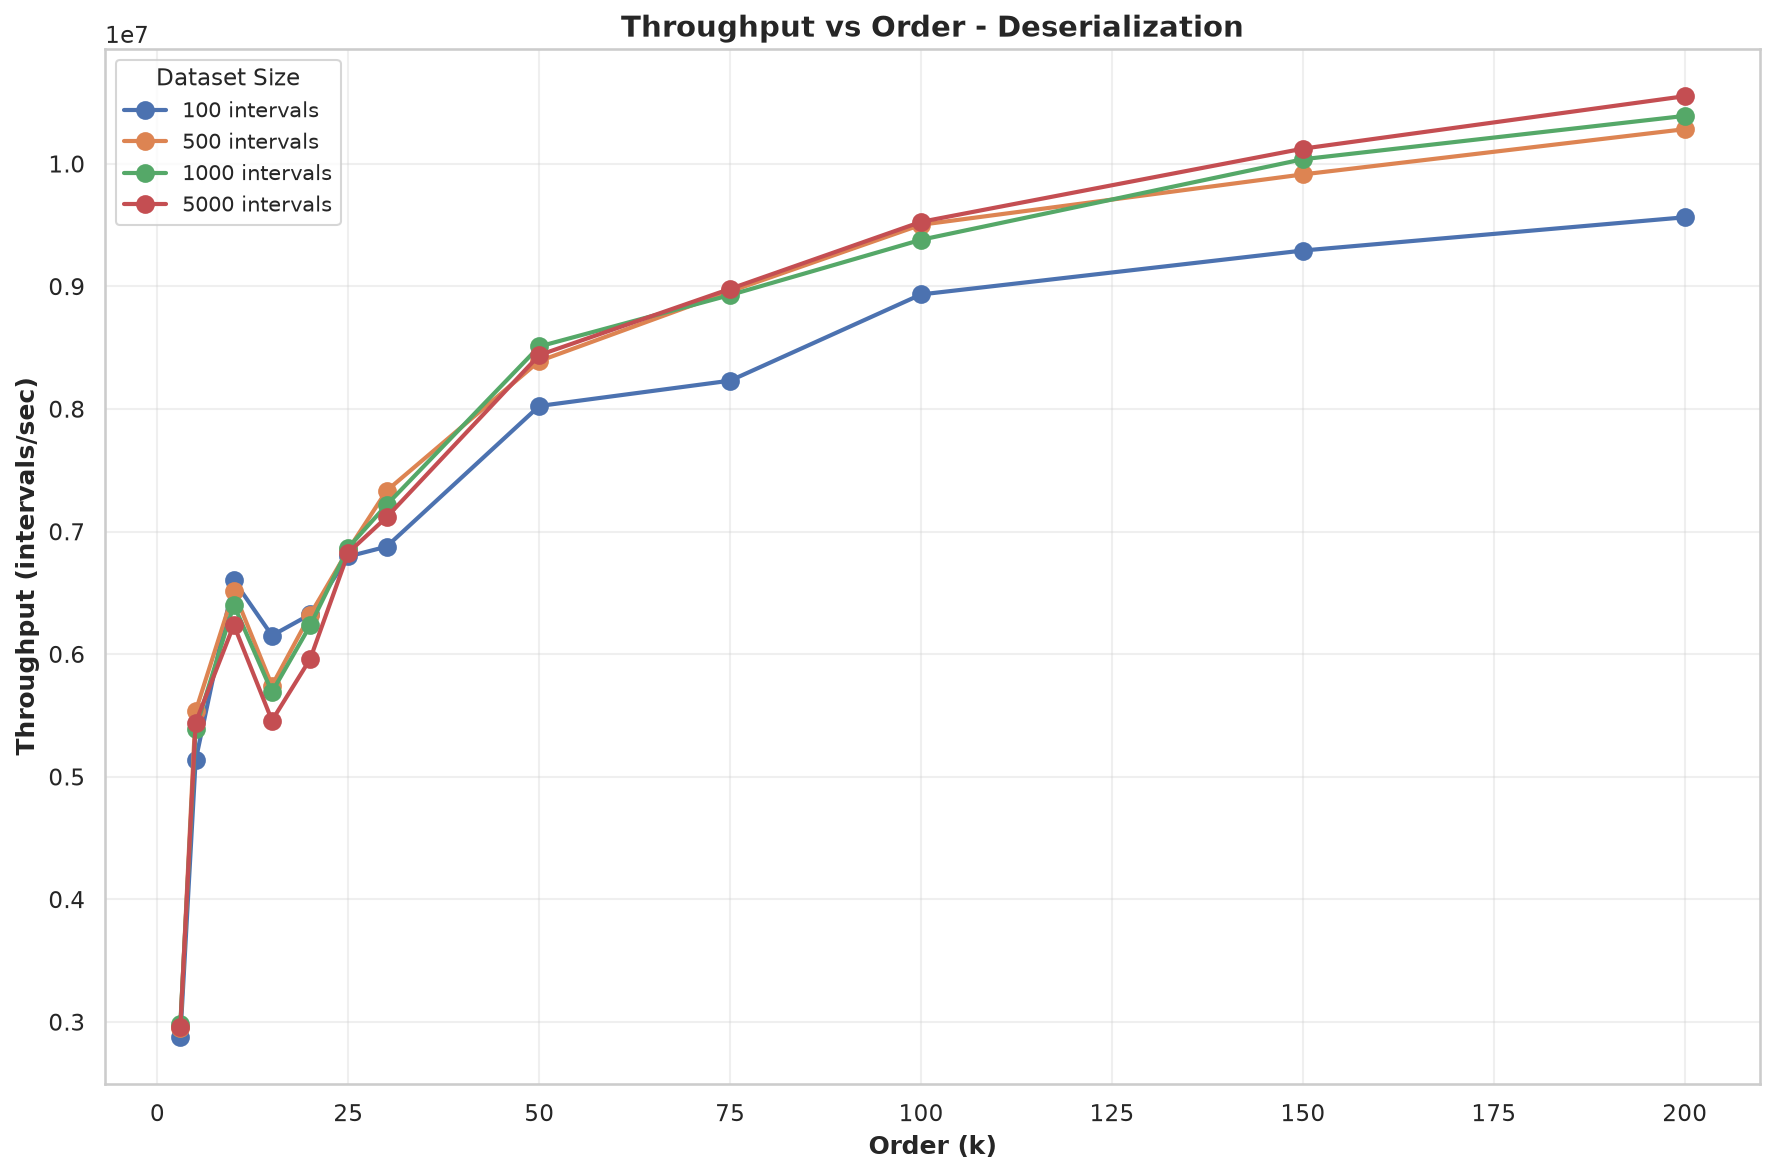 Throughput vs Order - Deserialization
1e7
Dataset Size
100 intervals
500 intervals
1000 intervals
5000 intervals
Throughput (intervals/sec)
1.0
0.9
0.8
0.7
0.6
0.5
0.4
0.3
0 25 50 75 100 125 150 175 200
Order (k)